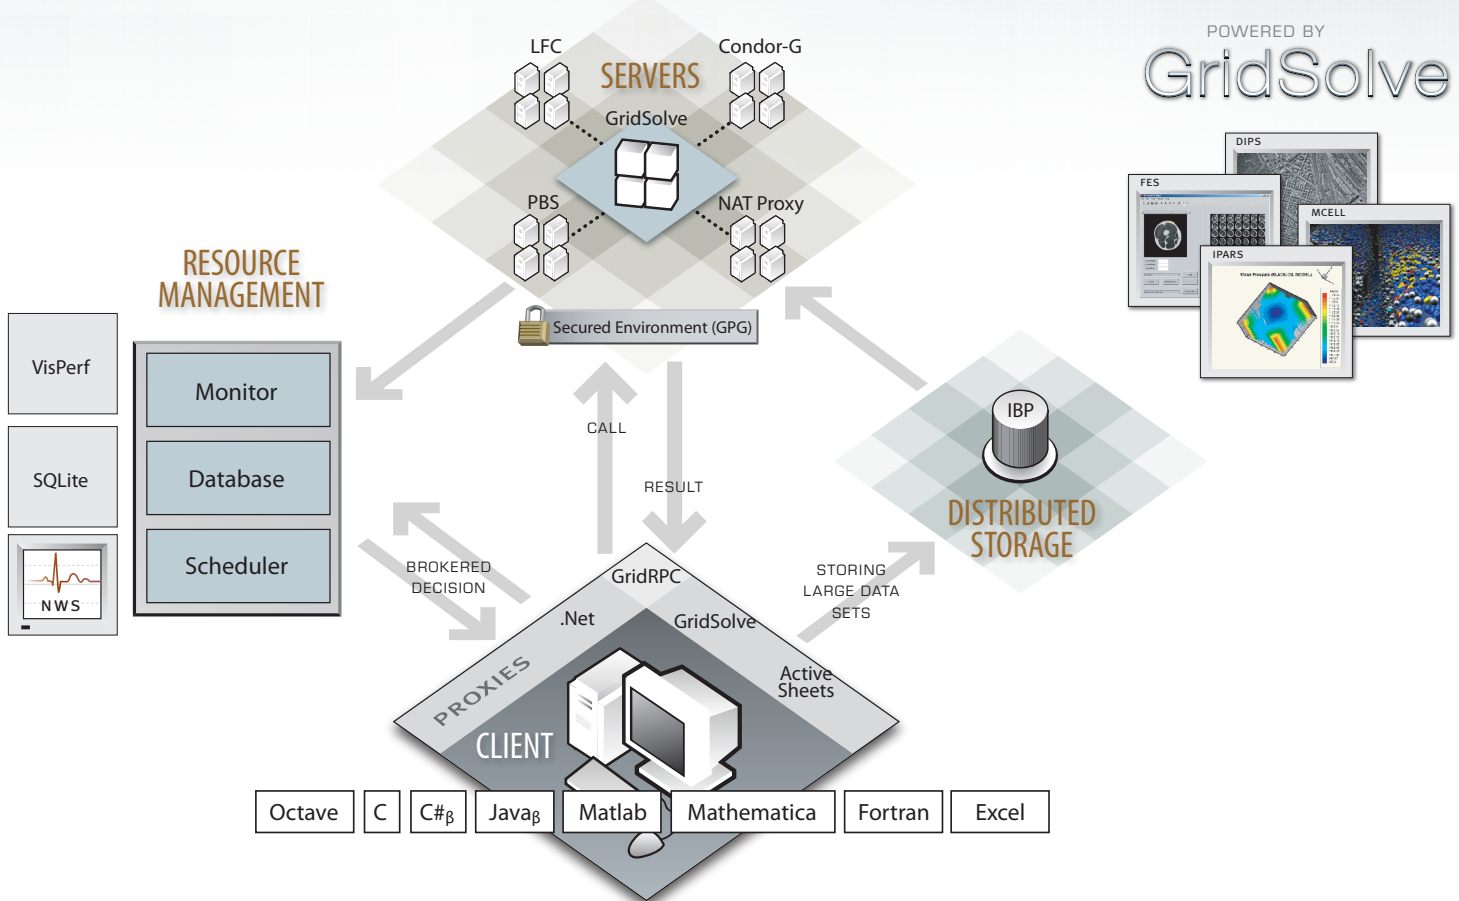 POWERED BY
GridSolve
LFC
Condor-G
SERVERS
GridSolve
PBS
NAT Proxy
Secured Environment (GPG)
DIPS
FES
MCELL
IPARS
RESOURCE
MANAGEMENT
VisPerf
SQLite
NWS
Monitor
Database
Scheduler
CALL
RESULT
BROKERED
DECISION
IBP
DISTRIBUTED
STORAGE
STORING
LARGE DATA
SETS
GridRPC
.Net
GridSolve
Active
Sheets
PROXIES
CLIENT
Octave
C
C#β
Javaβ
Matlab
Mathematica
Fortran
Excel